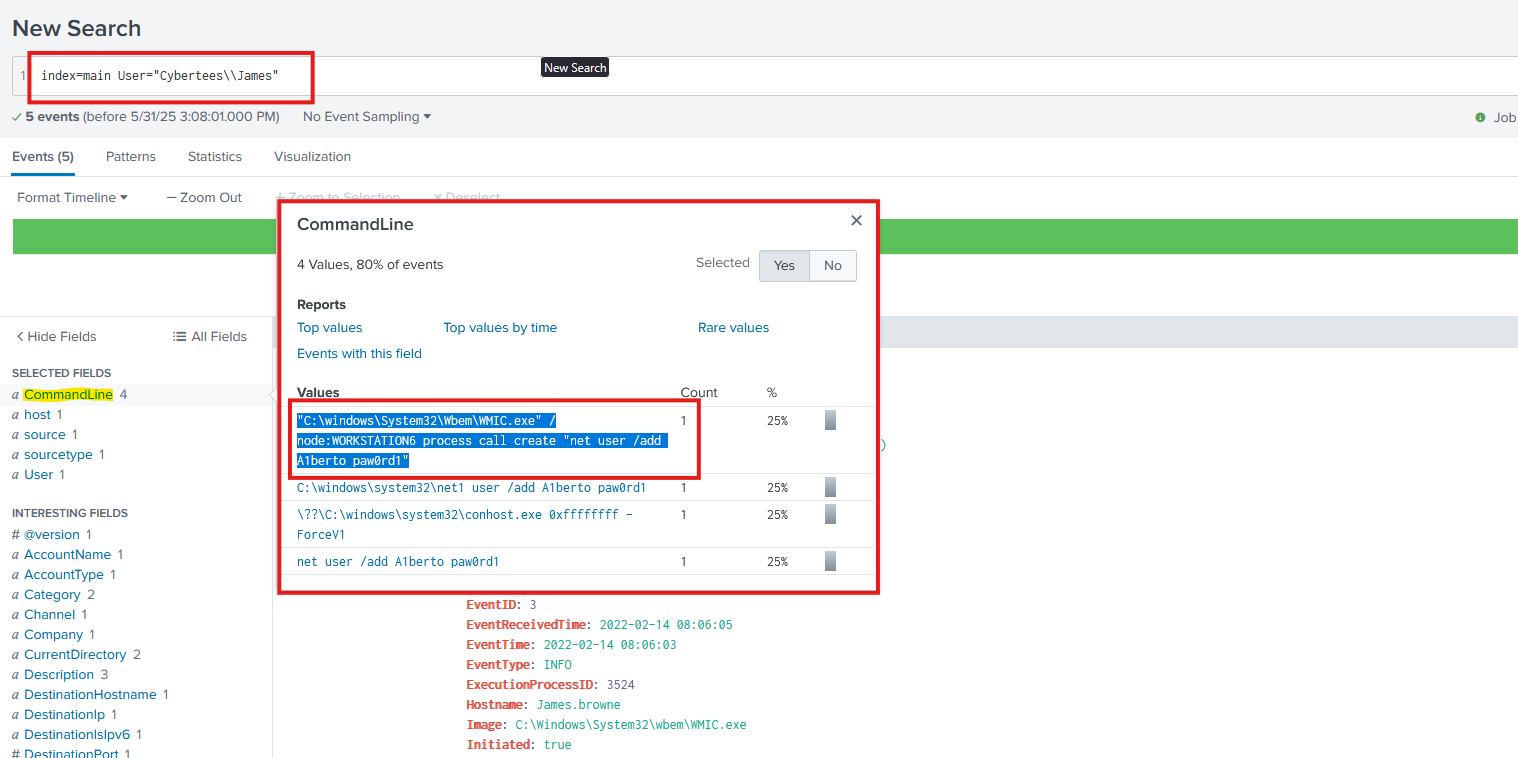 New Search
1 index=main User="Cybertees\\James"
New Search
5 events (before 5/31/25 3:08:01.000 PM) No Event Sampling
Job
Events (5) Patterns Statistics Visualization
Format Timeline Zoom Out + Zoom to Selection × Deselect
CommandLine
4 Values, 80% of events
Selected Yes No
Reports
Top values Top values by time Rare values
Events with this field
Values Count %
"C:\windows\System32\Wbem\WMIC.exe" / 1 25%
node:WORKSTATION6 process call create "net user /add
A1berto paw0rd1"
C:\windows\system32\net1 user /add A1berto paw0rd1 1 25%
\??\C:\windows\system32\conhost.exe 0xffffffff - 1 25%
ForceV1
net user /add A1berto paw0rd1 1 25%
< Hide Fields All Fields
SELECTED FIELDS
a CommandLine 4
a host 1
a source 1
a sourcetype 1
a User 1
INTERESTING FIELDS
# @version 1
a AccountName 1
a AccountType 1
a Category 2
a Channel 1
a Company 1
a CurrentDirectory 2
a Description 3
a DestinationHostname 1
a DestinationIp 1
a DestinationIsIpv6 1
# DestinationPort 1
)
EventID: 3
EventReceivedTime: 2022-02-14 08:06:05
EventTime: 2022-02-14 08:06:03
EventType: INFO
ExecutionProcessID: 3524
Hostname: James.browne
Image: C:\Windows\System32\wbem\WMIC.exe
Initiated: true